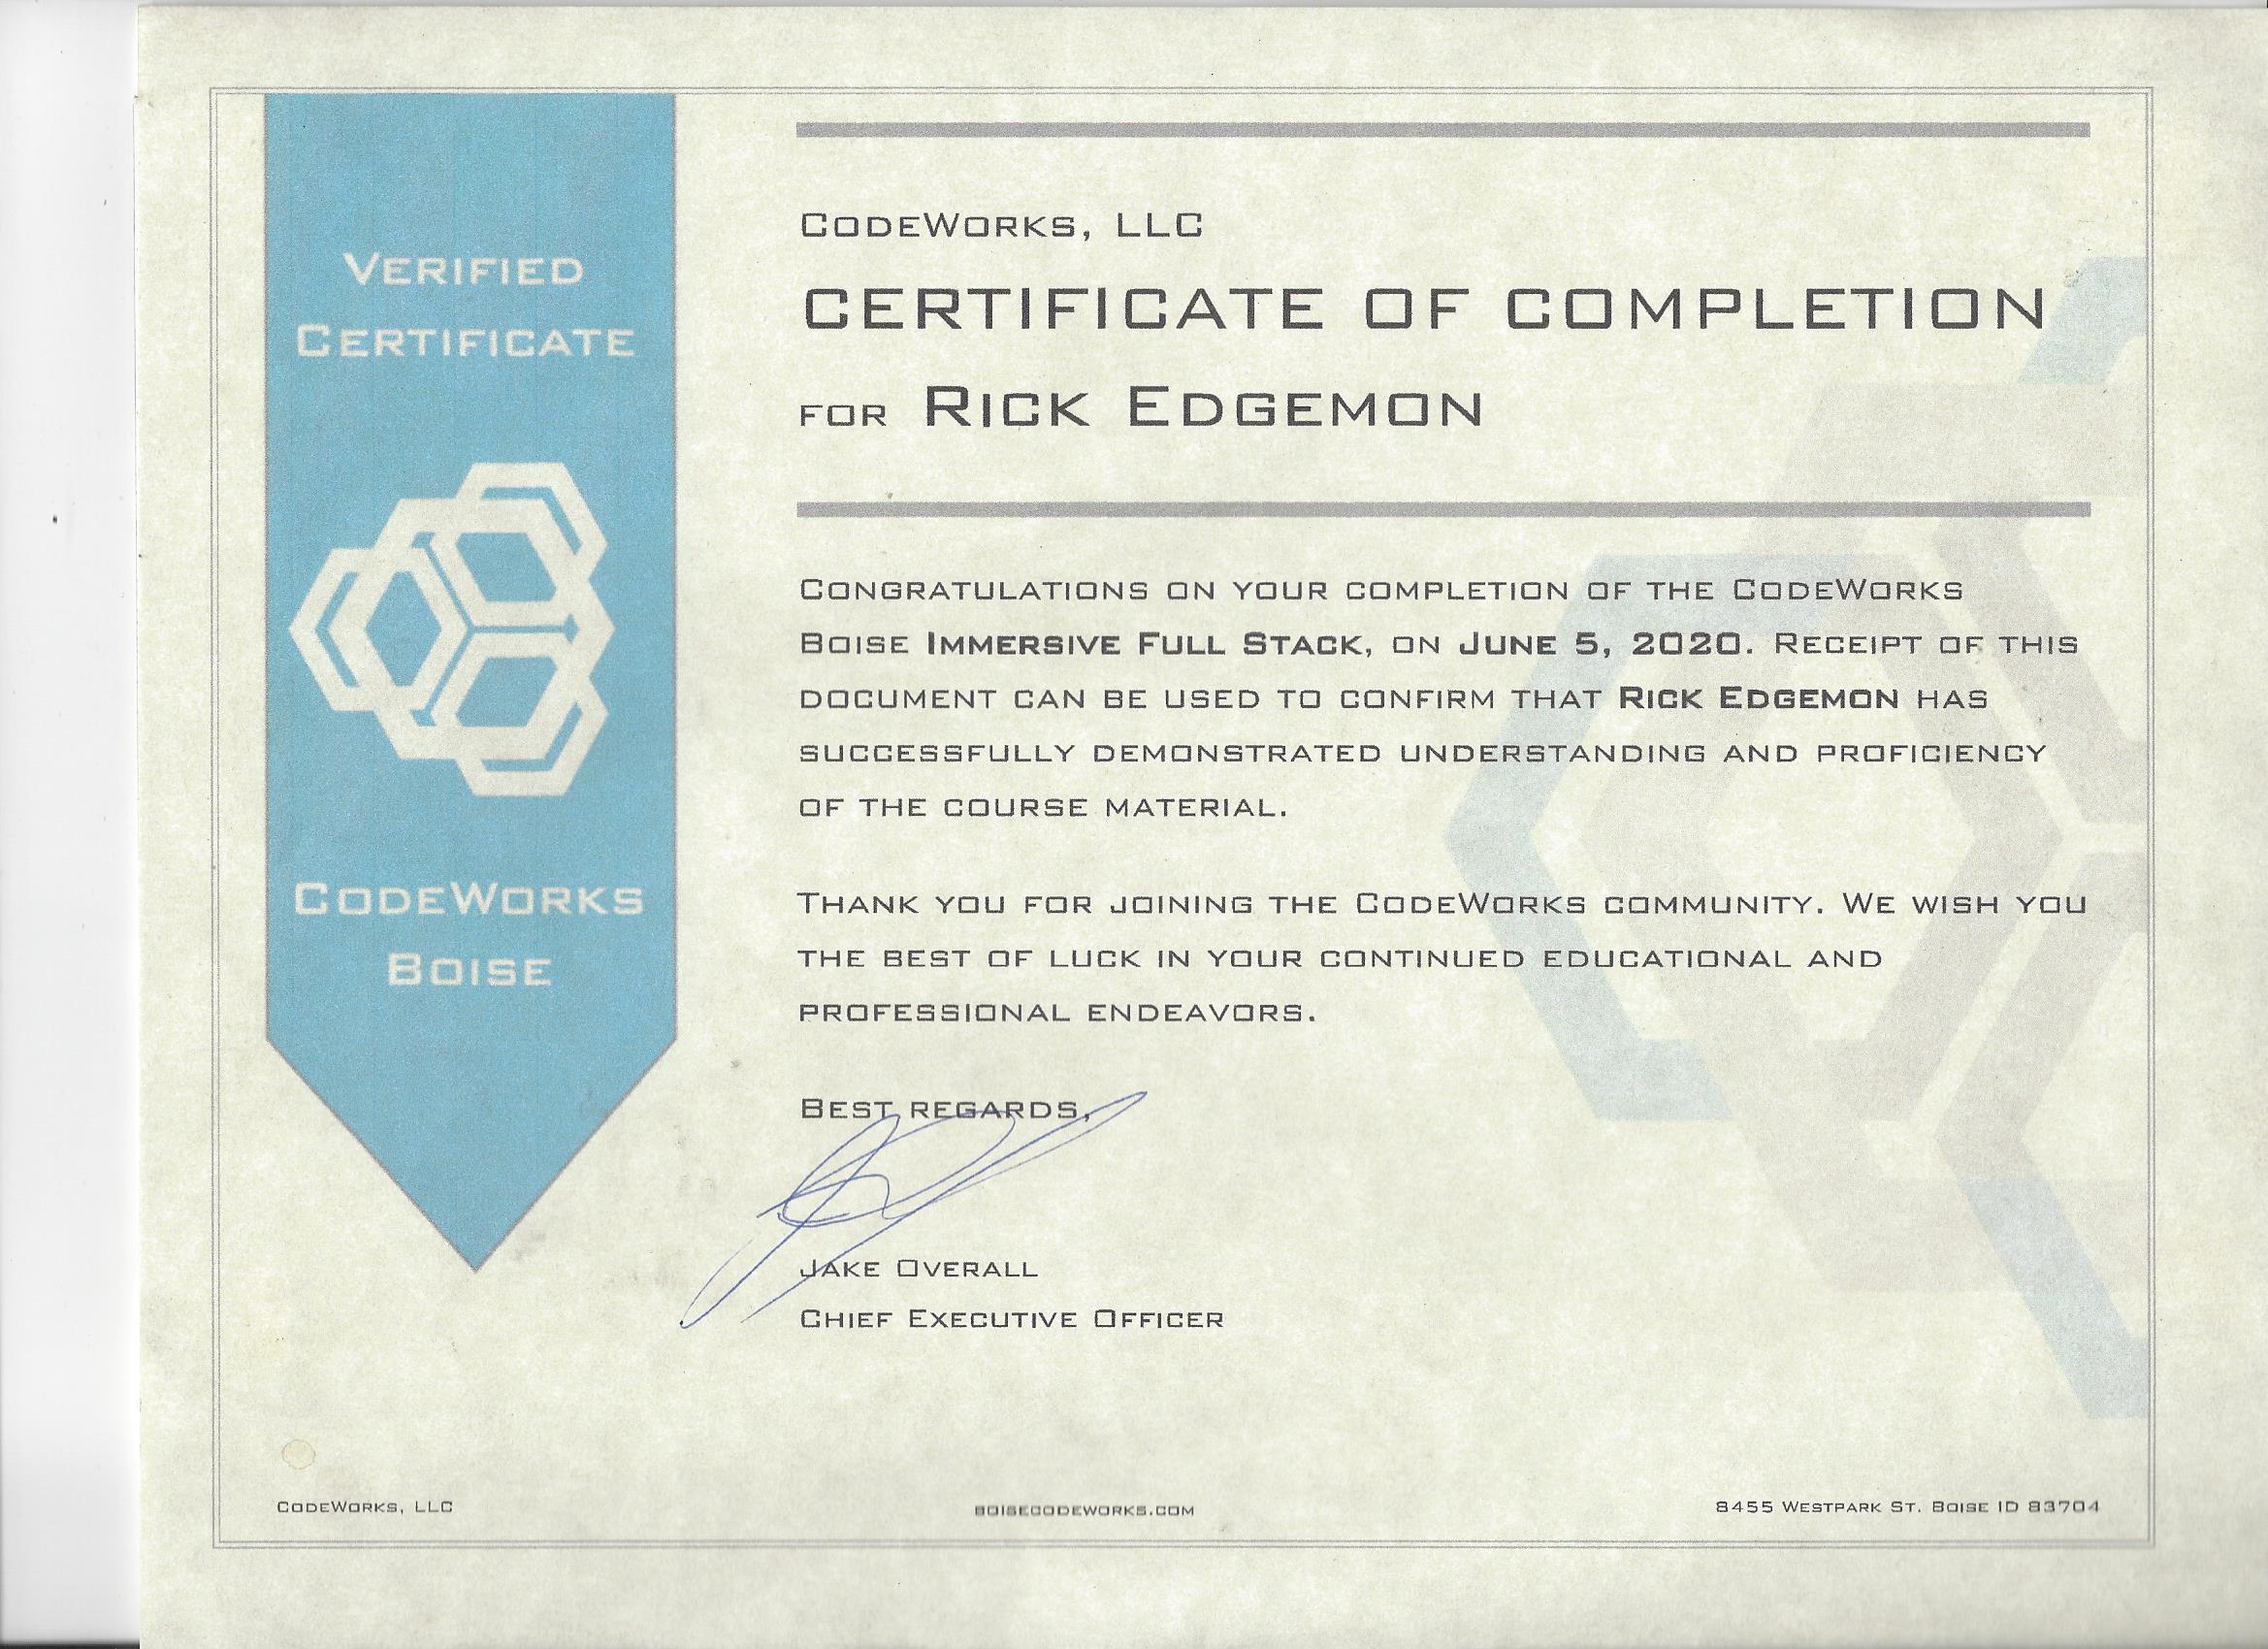 Verified
Certificate
CodeWorks
Boise
CodeWorks, LLC
CERTIFICATE OF COMPLETION
for Rick Edgemon
Congratulations on your completion of the CodeWorks
Boise Immersive Full Stack, on June 5, 2020. Receipt of this
document can be used to confirm that Rick Edgemon has
successfully demonstrated understanding and proficiency
of the course material.
Thank you for joining the CodeWorks community. We wish you
the best of luck in your continued educational and
professional endeavors.
Best regards,
Jake Overall
Chief Executive Officer
CodeWorks, LLC
boisecodeworks.com
8455 Westpark St. Boise ID 83704